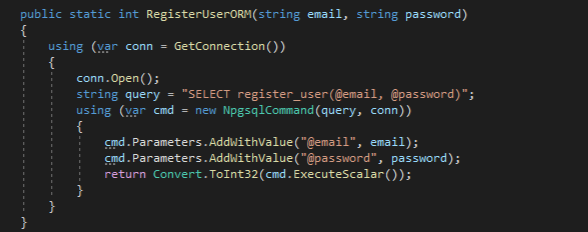 public static int RegisterUserORM(string email, string password)
{
using (var conn = GetConnection())
{
conn.Open();
string query = "SELECT register_user(@email, @password)";
using (var cmd = new NpgsqlCommand(query, conn))
{
cmd.Parameters.AddWithValue("@email", email);
cmd.Parameters.AddWithValue("@password", password);
return Convert.ToInt32(cmd.ExecuteScalar());
}
}
}